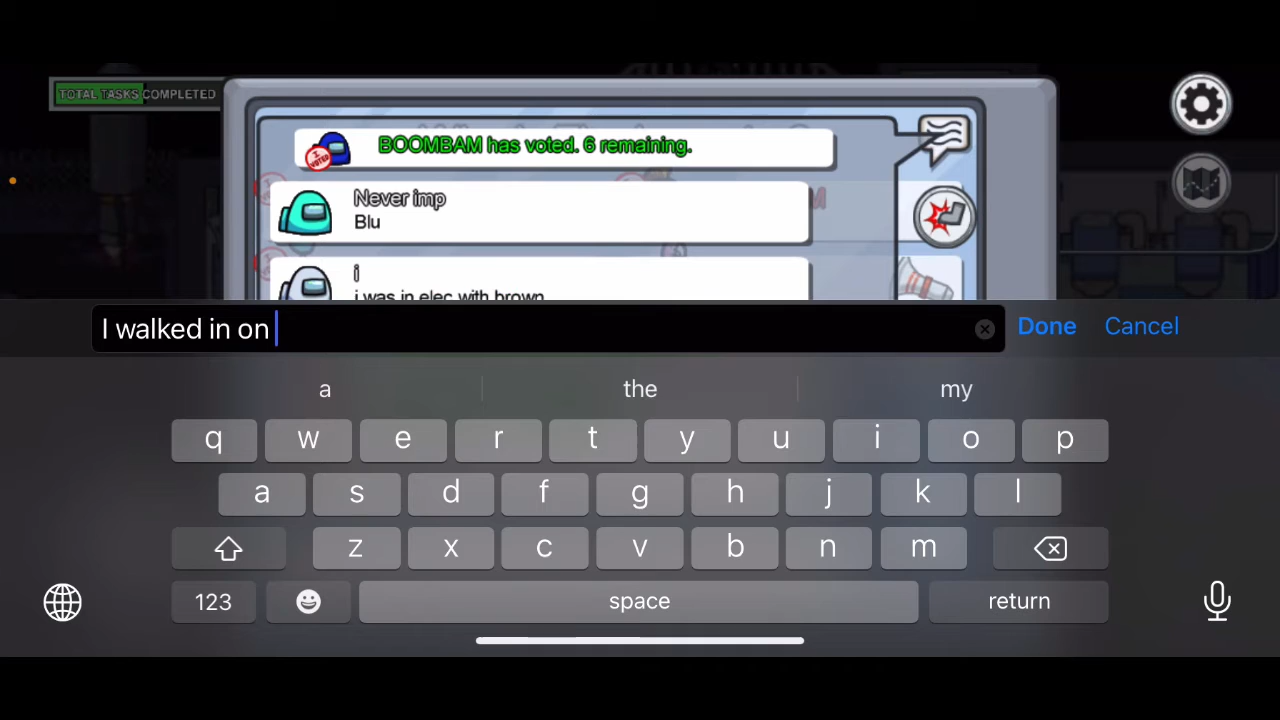 TOTAL TASKS COMPLETED
BOOMBAM has voted. 6 remaining.
I VOTED
Never imp
Blu
i
i was in elec with brown
I walked in on
Done
Cancel
a the my
q w e r t y u i o p
a s d f g h j k l
z x c v b n m
123 space return